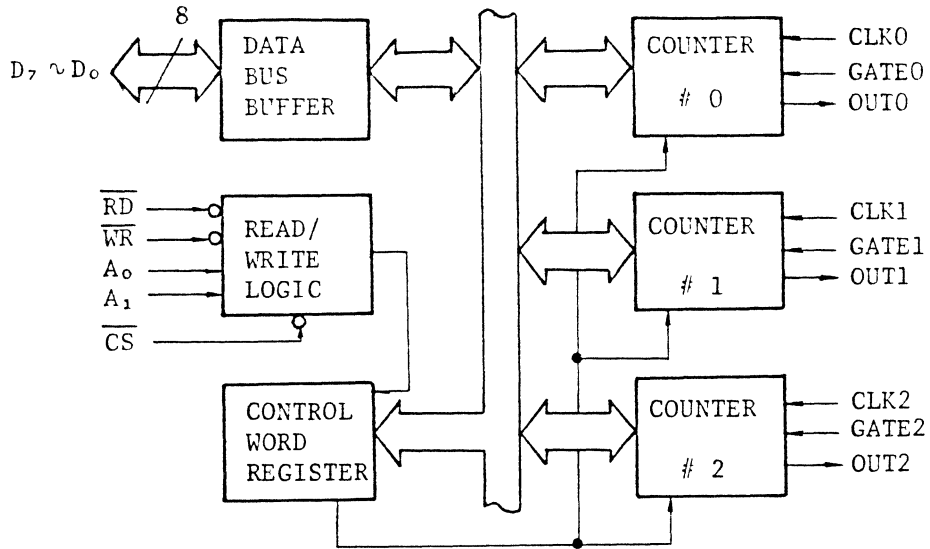 8
D₇ ~ D₀
DATA
BUS
BUFFER
COUNTER
# 0
CLK0
GATE0
OUT0
RD
WR
A₀
A₁
CS
READ/
WRITE
LOGIC
COUNTER
# 1
CLK1
GATE1
OUT1
CONTROL
WORD
REGISTER
COUNTER
# 2
CLK2
GATE2
OUT2